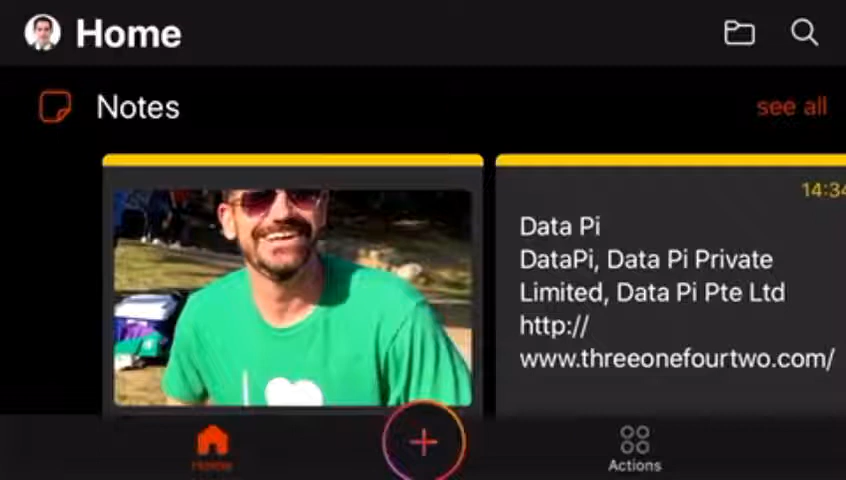 Home
Notes
see all
14:34
Data Pi
DataPi, Data Pi Private
Limited, Data Pi Pte Ltd
http://
www.threeonefourtwo.com/
Home
Actions